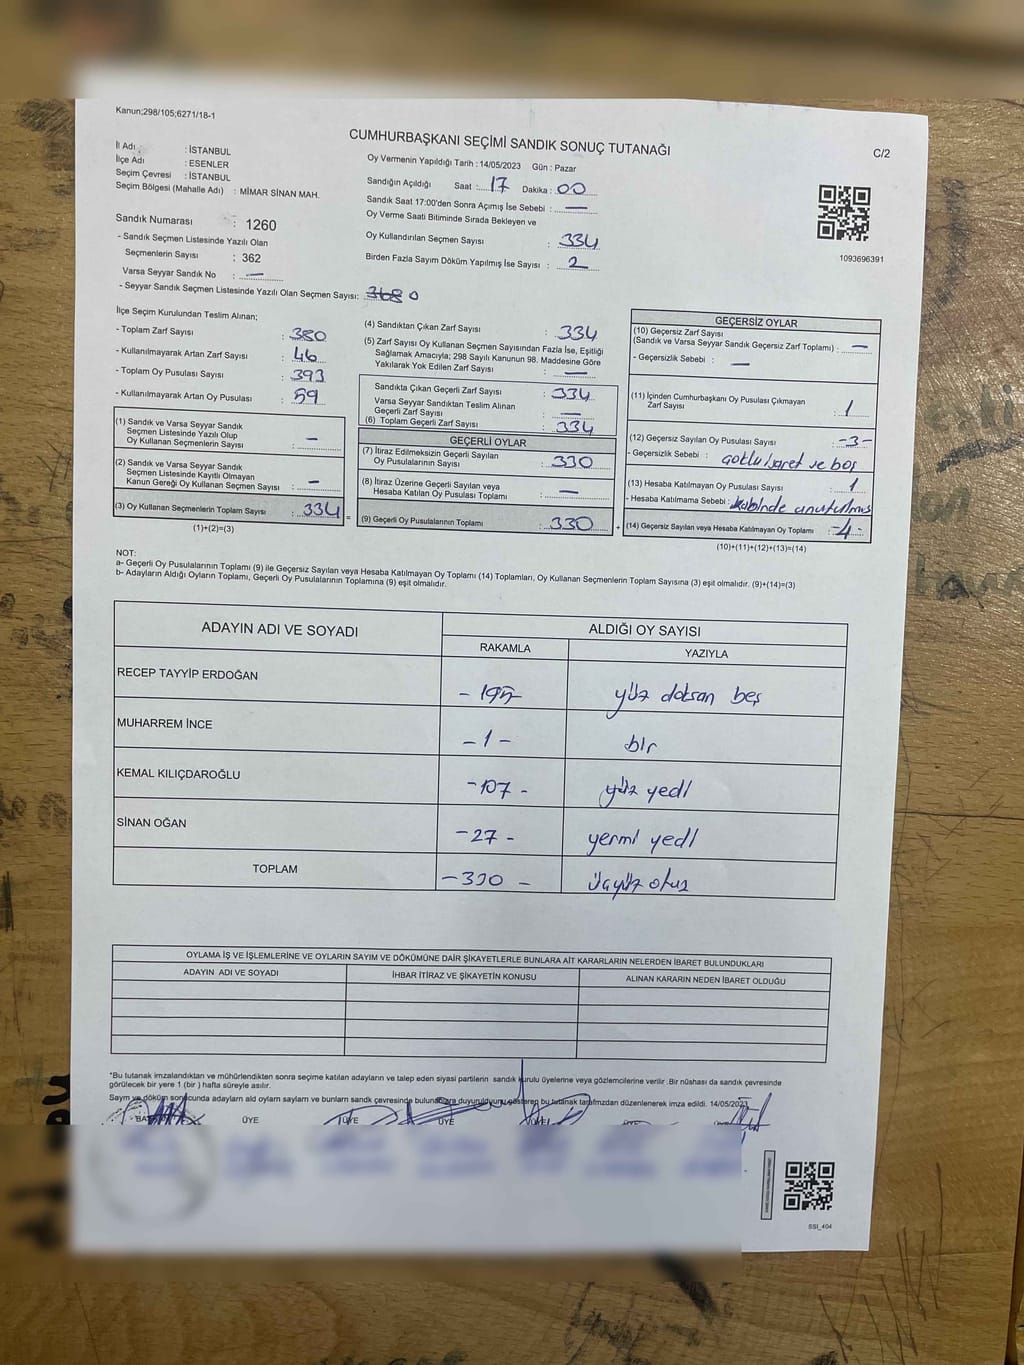 Kanun;298/105;6271/18-1
CUMHURBAŞKANI SEÇİMİ SANDIK SONUÇ TUTANAĞI
C/2
İl Adı : İSTANBUL
İlçe Adı : ESENLER
Seçim Çevresi : İSTANBUL
Seçim Bölgesi (Mahalle Adı) : MİMAR SİNAN MAH.
Sandık Numarası : 1260
- Sandık Seçmen Listesinde Yazılı Olan
Seçmenlerin Sayısı : 362
Varsa Seyyar Sandık No : —
- Seyyar Sandık Seçmen Listesinde Yazılı Olan Seçmen Sayısı: 0
Oy Vermenin Yapıldığı Tarih : 14/05/2023 Gün : Pazar
Sandığın Açıldığı Saat : 17 Dakika : 00
Sandık Saat 17:00'den Sonra Açımış İse Sebebi : —
Oy Verme Saati Bitiminde Sırada Bekleyen ve
Oy Kullandırılan Seçmen Sayısı : 334
Birden Fazla Sayım Döküm Yapılmış İse Sayısı : 2
1093696391
İlçe Seçim Kurulundan Teslim Alınan;
- Toplam Zarf Sayısı : 380
- Kullanılmayarak Artan Zarf Sayısı : 46
- Toplam Oy Pusulası Sayısı : 393
- Kullanılmayarak Artan Oy Pusulası : 59
(1) Sandık ve Varsa Seyyar Sandık
Seçmen Listesinde Yazılı Olup
Oy Kullanan Seçmenlerin Sayısı : —
(2) Sandık ve Varsa Seyyar Sandık
Seçmen Listesinde Kayıtlı Olmayan
Kanun Gereği Oy Kullanan Seçmen Sayısı : —
(3) Oy Kullanan Seçmenlerin Toplam Sayısı : 334
(1)+(2)=(3)
=
(4) Sandıktan Çıkan Zarf Sayısı : 334
(5) Zarf Sayısı Oy Kullanan Seçmen Sayısından Fazla İse, Eşitliği
Sağlamak Amacıyla; 298 Sayılı Kanunun 98. Maddesine Göre
Yakılarak Yok Edilen Zarf Sayısı : —
Sandıkta Çıkan Geçerli Zarf Sayısı : 334
Varsa Seyyar Sandıktan Teslim Alınan
Geçerli Zarf Sayısı : —
(6) Toplam Geçerli Zarf Sayısı : 334
GEÇERLİ OYLAR
(7) İtiraz Edilmeksizin Geçerli Sayılan
Oy Pusulalarının Sayısı : 330
(8) İtiraz Üzerine Geçerli Sayılan veya
Hesaba Katılan Oy Pusulası Toplamı : —
(9) Geçerli Oy Pusulalarının Toplamı : 330
+
GEÇERSİZ OYLAR
(10) Geçersiz Zarf Sayısı
(Sandık ve Varsa Seyyar Sandık Geçersiz Zarf Toplamı) : —
- Geçersizlik Sebebi : —
(11) İçinden Cumhurbaşkanı Oy Pusulası Çıkmayan
Zarf Sayısı : 1
(12) Geçersiz Sayılan Oy Pusulası Sayısı : -3-
- Geçersizlik Sebebi : ve boş
(13) Hesaba Katılmayan Oy Pusulası Sayısı : 1
- Hesaba Katılmama Sebebi : kabinde unutulmuş
(14) Geçersiz Sayılan veya Hesaba Katılmayan Oy Toplamı : -4-
(10)+(11)+(12)+(13)=(14)
NOT:
a- Geçerli Oy Pusulalarının Toplamı (9) ile Geçersiz Sayılan veya Hesaba Katılmayan Oy Toplamı (14) Toplamları, Oy Kullanan Seçmenlerin Toplam Sayısına (3) eşit olmalıdır. (9)+(14)=(3)
b- Adayların Aldığı Oyların Toplamı, Geçerli Oy Pusulalarının Toplamına (9) eşit olmalıdır.
ADAYIN ADI VE SOYADI ALDIĞI OY SAYISI
RAKAMLA YAZIYLA
RECEP TAYYİP ERDOĞAN - 195 yüz doksan beş
MUHARREM İNCE - 1 - bir
KEMAL KILIÇDAROĞLU - 107 - yüz yedi
SİNAN OĞAN - 27 - yermi yedi
TOPLAM - 330 - üçyüz otuz
OYLAMA İŞ VE İŞLEMLERİNE VE OYLARIN SAYIM VE DÖKÜMÜNE DAİR ŞİKAYETLERLE BUNLARA AİT KARARLARIN NELERDEN İBARET BULUNDUKLARI
ADAYIN ADI VE SOYADI İHBAR İTİRAZ VE ŞİKAYETİN KONUSU ALINAN KARARIN NEDEN İBARET OLDUĞU
*Bu tutanak imzalandıktan ve mühürlendikten sonra seçime katılan adayların ve talep eden siyasi partilerin sandık kurulu üyelerine veya gözlemcilerine verilir .Bir nüshası da sandık çevresinde
görülecek bir yere 1 (bir ) hafta süreyle asılır.
Sayım ve döküm sonucunda adayların ald oyların sayları ve bunların sandk çevresinde bulunanlara duyurulduyunu gösteren bu tutanak tarafmzdan düzenlenerek imza edildi. 14/05/2023
ÜYE ÜYE ÜYE ÜYE
SSI_404